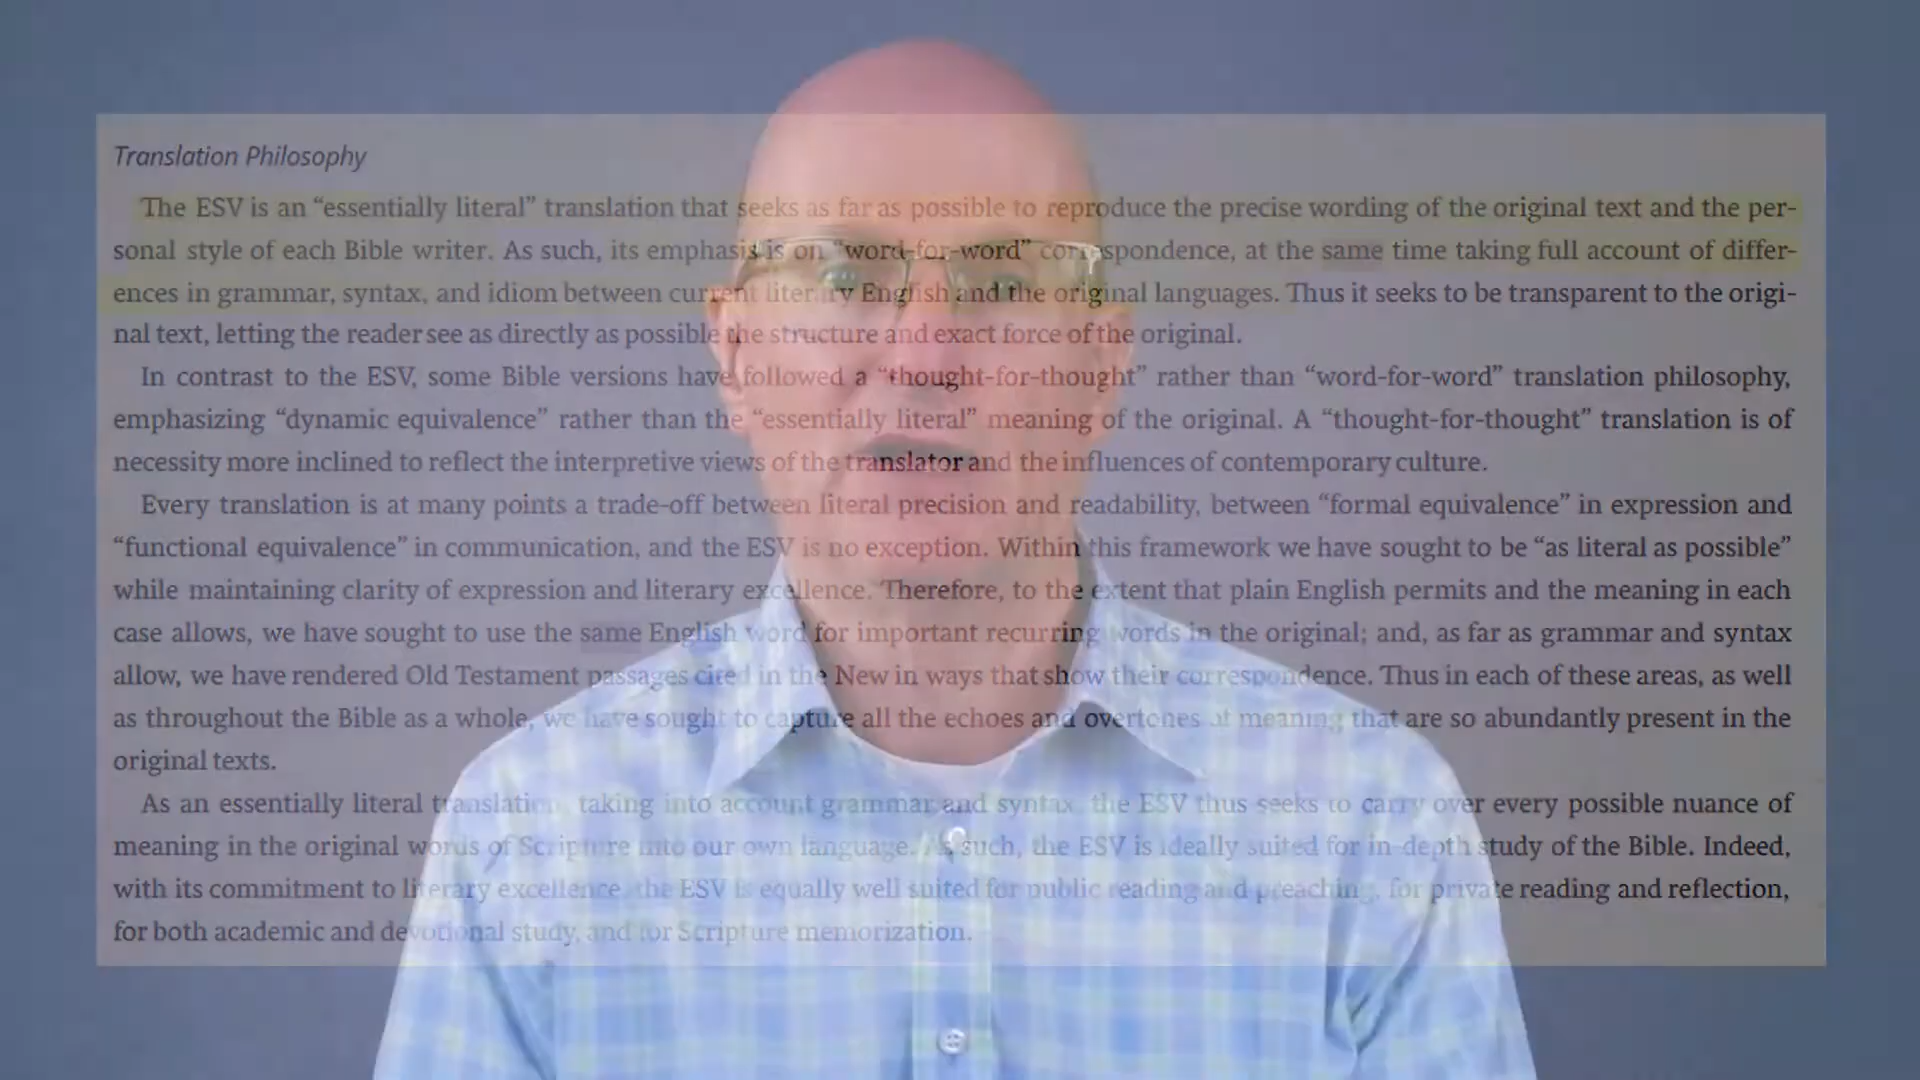 Translation Philosophy
The ESV is an “essentially literal” translation that seeks as far as possible to reproduce the precise wording of the original text and the per-
sonal style of each Bible writer. As such, its emphasis is on “word-for-word” correspondence, at the same time taking full account of differ-
ences in grammar, syntax, and idiom between current literary English and the original languages. Thus it seeks to be transparent to the origi-
nal text, letting the reader see as directly as possible the structure and exact force of the original.
In contrast to the ESV, some Bible versions have followed a “thought-for-thought” rather than “word-for-word” translation philosophy,
emphasizing “dynamic equivalence” rather than the “essentially literal” meaning of the original. A “thought-for-thought” translation is of
necessity more inclined to reflect the interpretive views of the translator and the influences of contemporary culture.
Every translation is at many points a trade-off between literal precision and readability, between “formal equivalence” in expression and
“functional equivalence” in communication, and the ESV is no exception. Within this framework we have sought to be “as literal as possible”
while maintaining clarity of expression and literary excellence. Therefore, to the extent that plain English permits and the meaning in each
case allows, we have sought to use the same English word for important recurring words in the original; and, as far as grammar and syntax
allow, we have rendered Old Testament passages cited in the New in ways that show their correspondence. Thus in each of these areas, as well
as throughout the Bible as a whole, we have sought to capture all the echoes and overtones of meaning that are so abundantly present in the
original texts.
As an essentially literal translation, taking into account grammar and syntax, the ESV thus seeks to carry over every possible nuance of
meaning in the original words of Scripture into our own language. As such, the ESV is ideally suited for in-depth study of the Bible. Indeed,
with its commitment to literary excellence, the ESV is equally well suited for public reading and preaching, for private reading and reflection,
for both academic and devotional study, and for Scripture memorization.